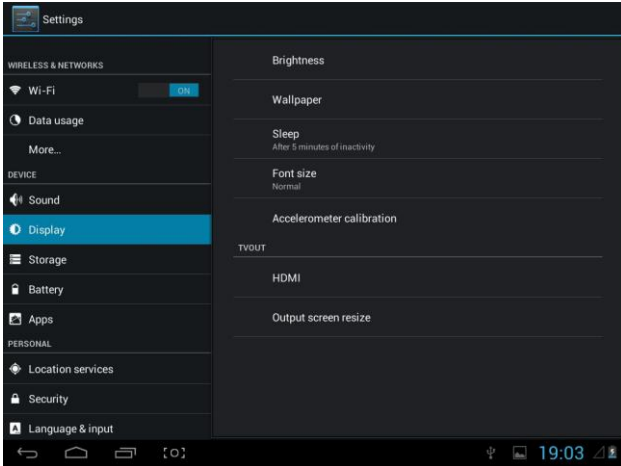 Settings
WIRELESS & NETWORKS
Wi-Fi
ON
Data usage
More...
DEVICE
Sound
Display
Storage
Battery
Apps
PERSONAL
Location services
Security
Language & input
Brightness
Wallpaper
Sleep
After 5 minutes of inactivity
Font size
Normal
Accelerometer calibration
TVOUT
HDMI
Output screen resize
19:03